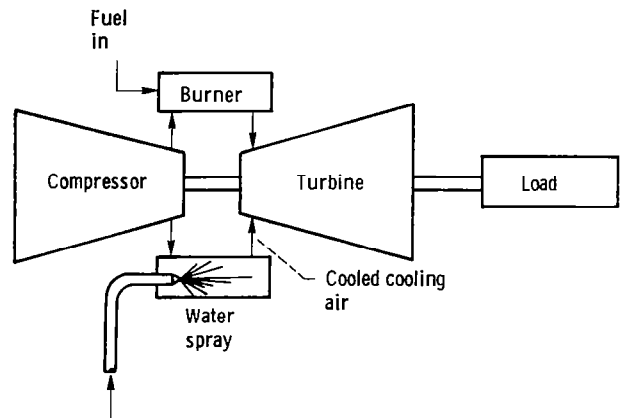 Fuel
in
Burner
Compressor
Turbine
Load
Cooled cooling
air
Water
spray